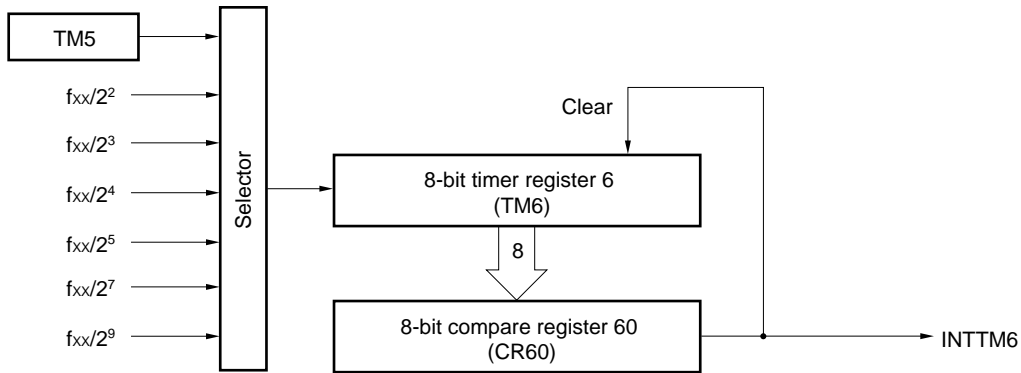 TM5
fxx/2²
fxx/2³
fxx/2⁴
fxx/2⁵
fxx/2⁷
fxx/2⁹
Selector
Clear
8-bit timer register 6
(TM6)
8
8-bit compare register 60
(CR60)
INTTM6